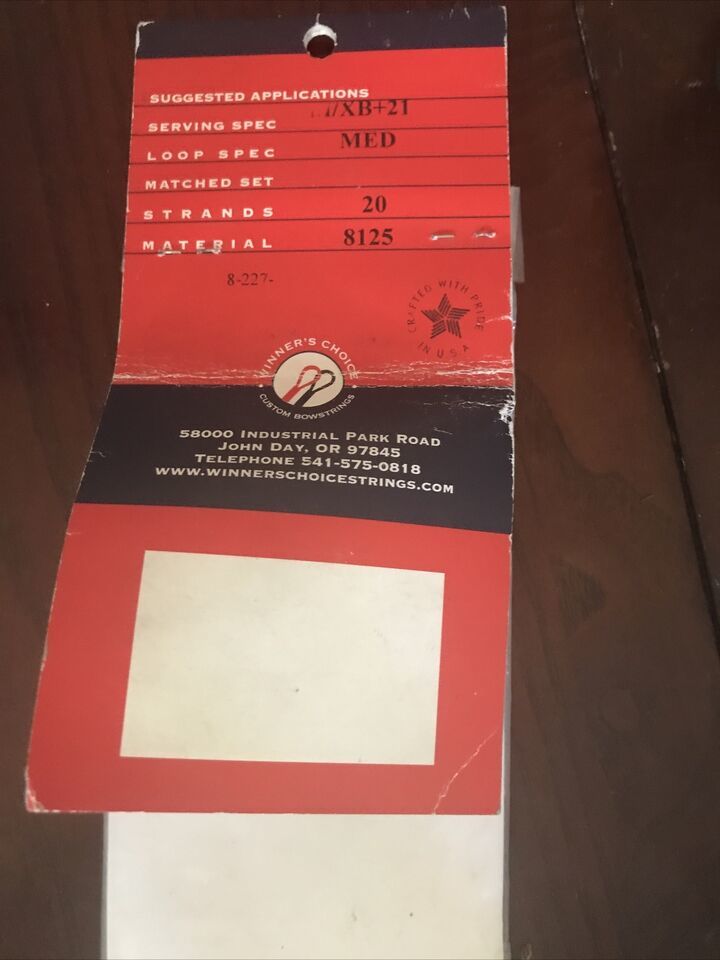 SUGGESTED APPLICATIONS
SERVING SPEC /XB+21
LOOP SPEC MED
MATCHED SET
STRANDS 20
MATERIAL 8125
8-227-
CRAFTED WITH PRIDE
IN USA
WINNER'S CHOICE
CUSTOM BOWSTRINGS
58000 INDUSTRIAL PARK ROAD
JOHN DAY, OR 97845
TELEPHONE 541-575-0818
WWW.WINNERSCHOICESTRINGS.COM